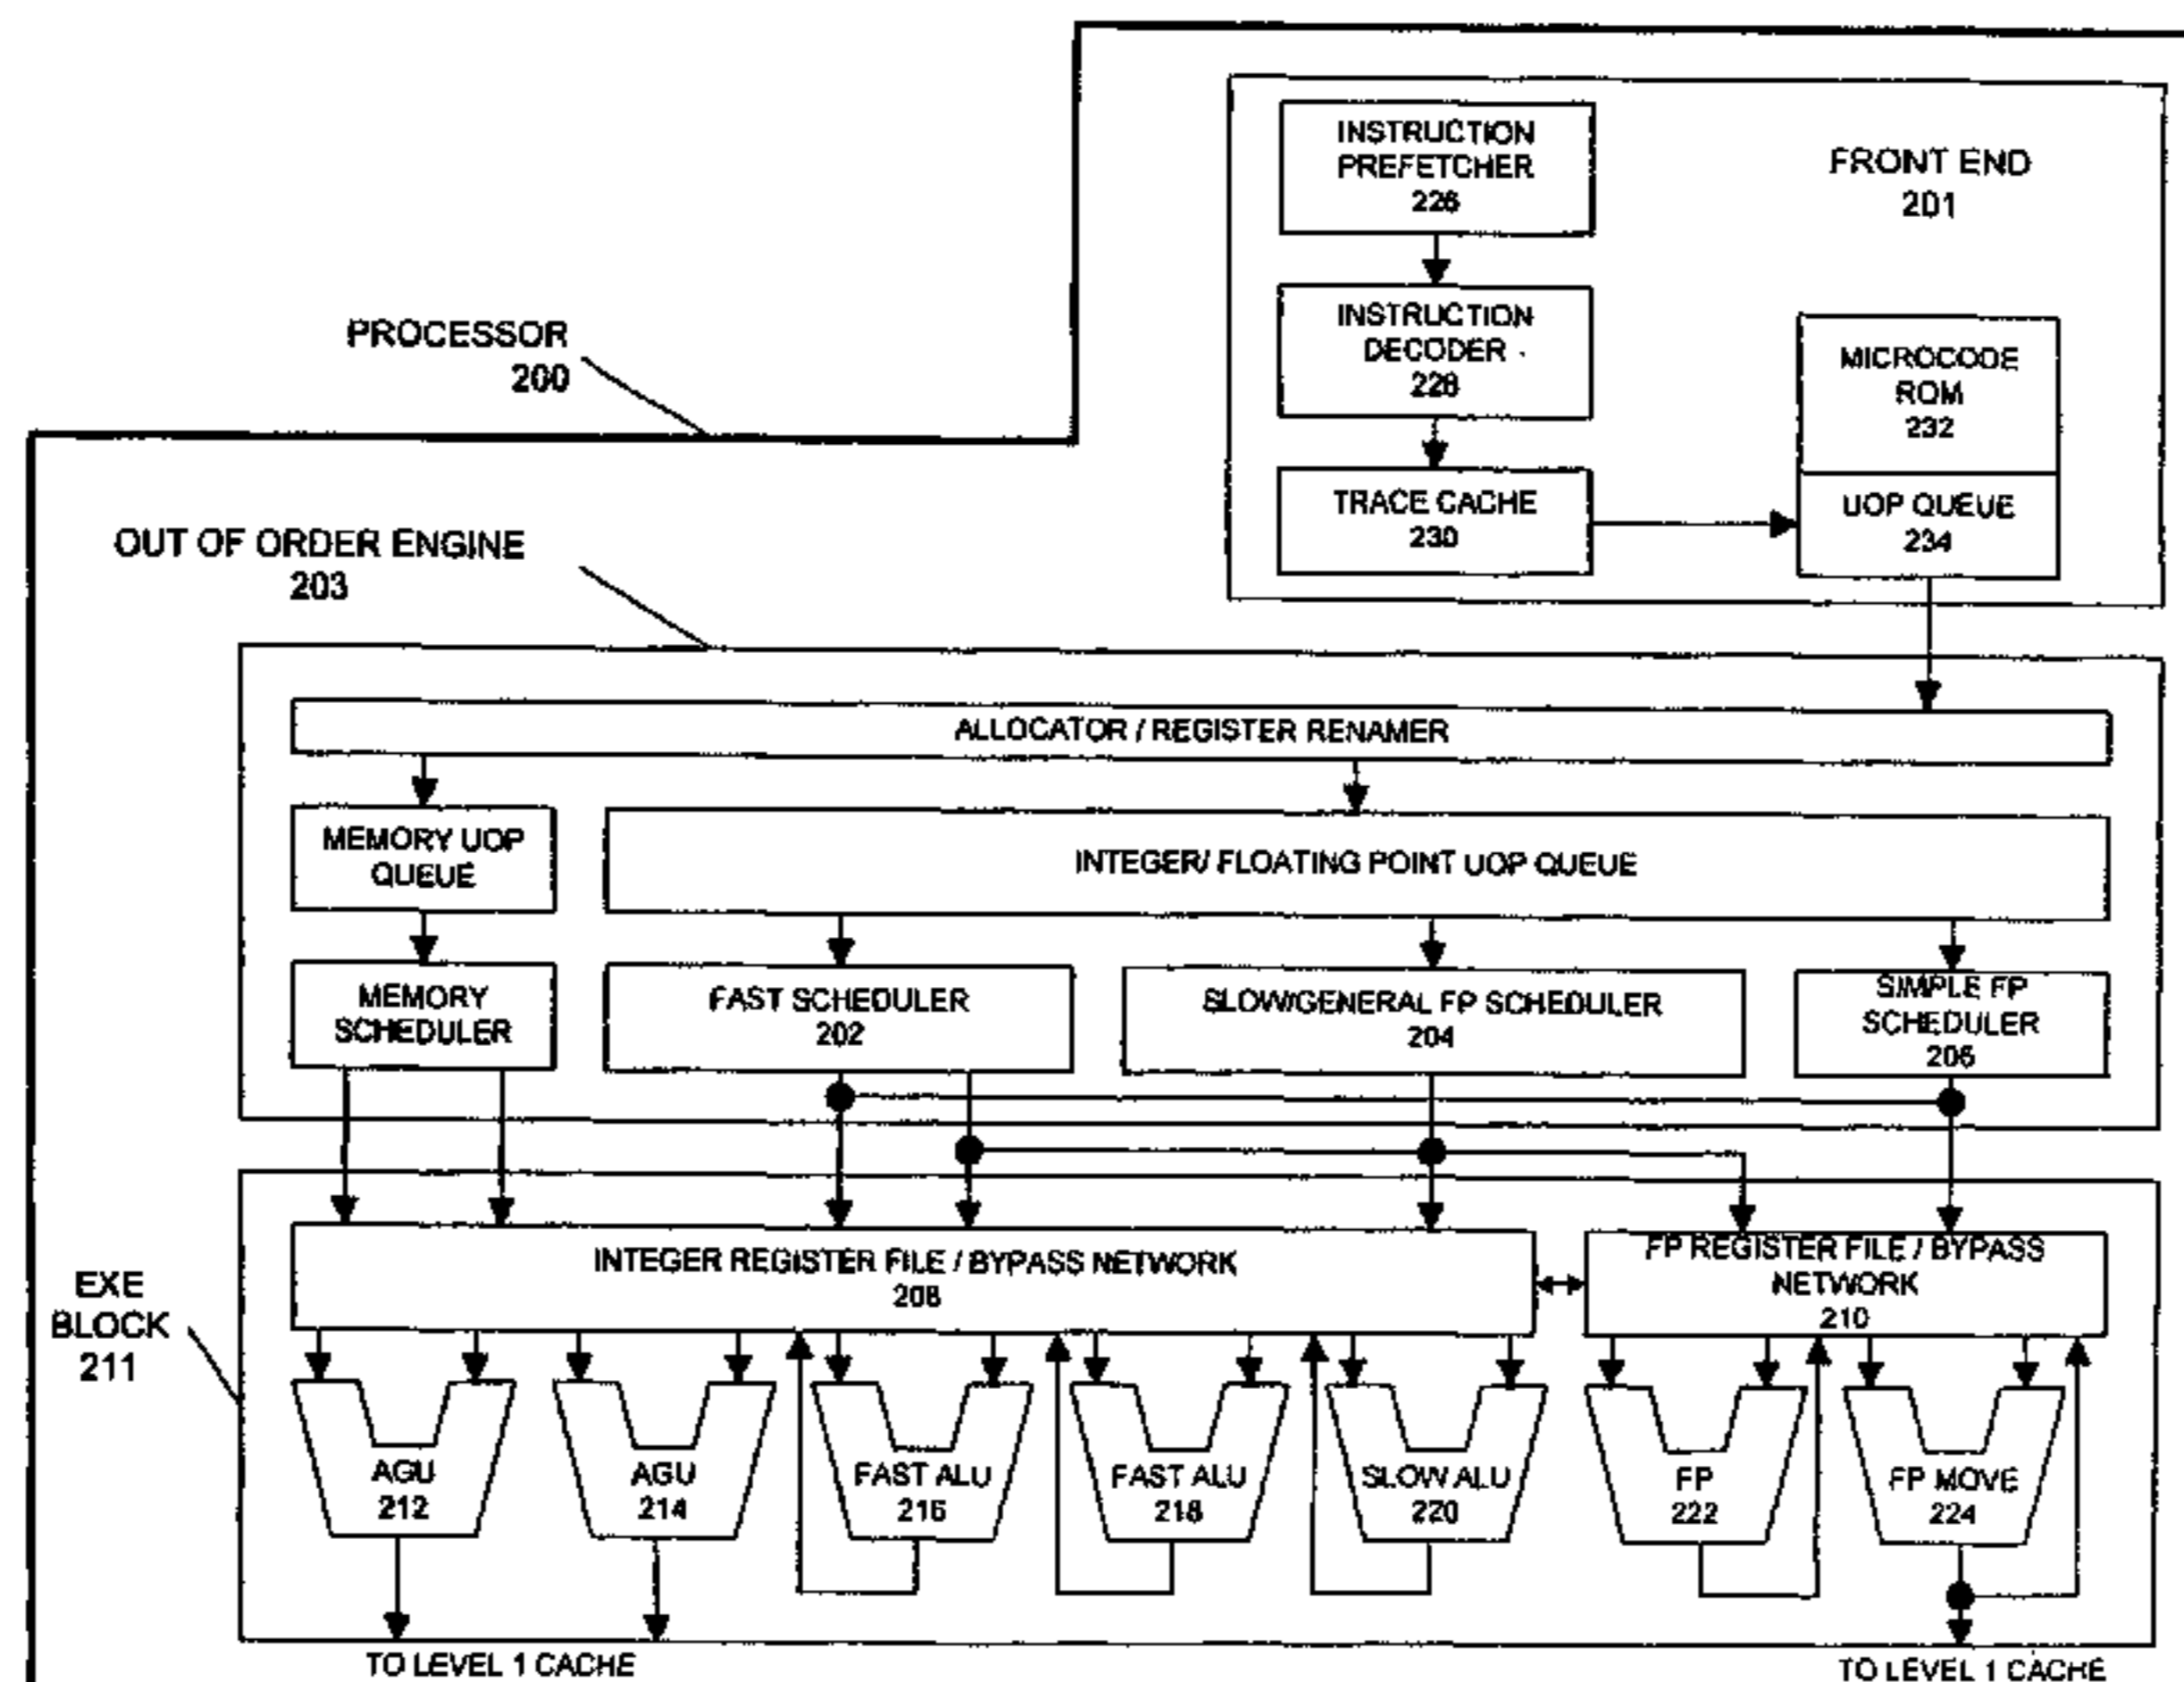 INSTRUCTION
PREFETCHER
226
FRONT END
201
INSTRUCTION
DECODER
228
PROCESSOR
200
MICROCODE
ROM
232
TRACE CACHE
230
UOP QUEUE
234
OUT OF ORDER ENGINE
203
ALLOCATOR / REGISTER RENAMER
MEMORY UOP
QUEUE
INTEGER/ FLOATING POINT UOP QUEUE
MEMORY
SCHEDULER
FAST SCHEDULER
202
SLOW/GENERAL FP SCHEDULER
204
SIMPLE FP
SCHEDULER
206
INTEGER REGISTER FILE / BYPASS NETWORK
208
FP REGISTER FILE / BYPASS
NETWORK
210
EXE
BLOCK
211
AGU
212
AGU
214
FAST ALU
216
FAST ALU
218
SLOW ALU
220
FP
222
FP MOVE
224
TO LEVEL 1 CACHE
TO LEVEL 1 CACHE